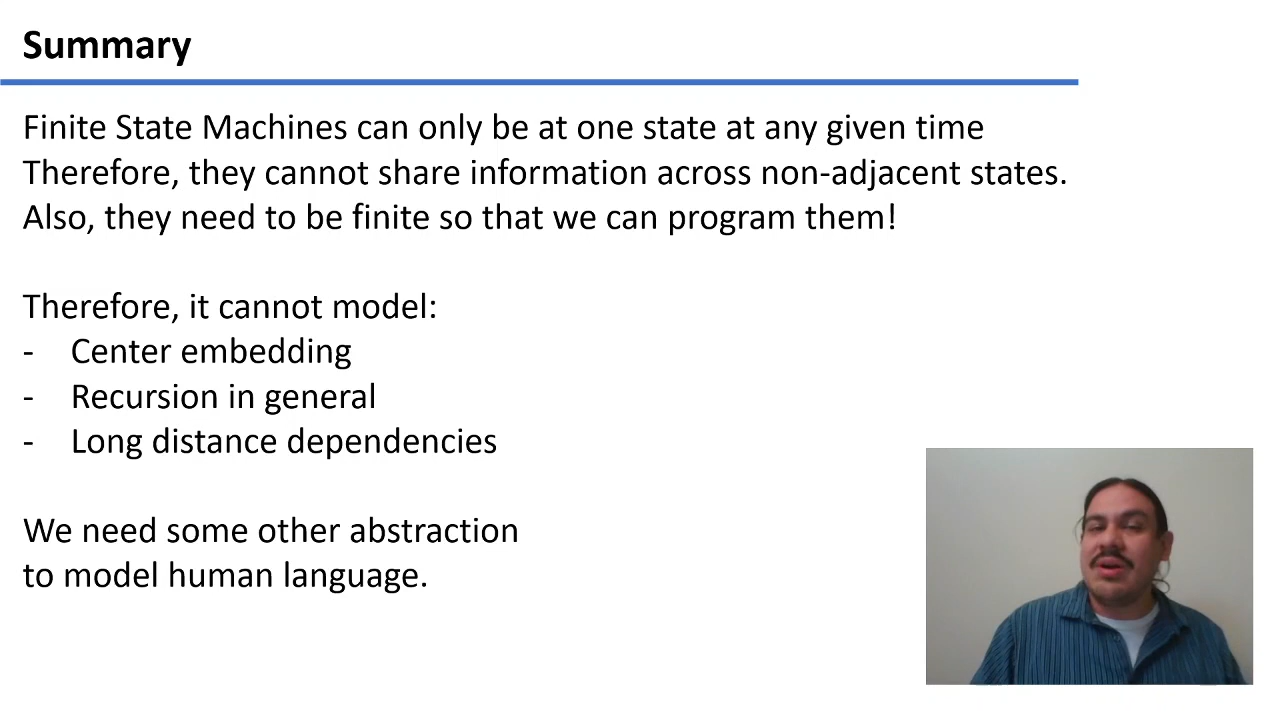 Summary
Finite State Machines can only be at one state at any given time
Therefore, they cannot share information across non-adjacent states.
Also, they need to be finite so that we can program them!
Therefore, it cannot model:
- Center embedding
- Recursion in general
- Long distance dependencies
We need some other abstraction
to model human language.